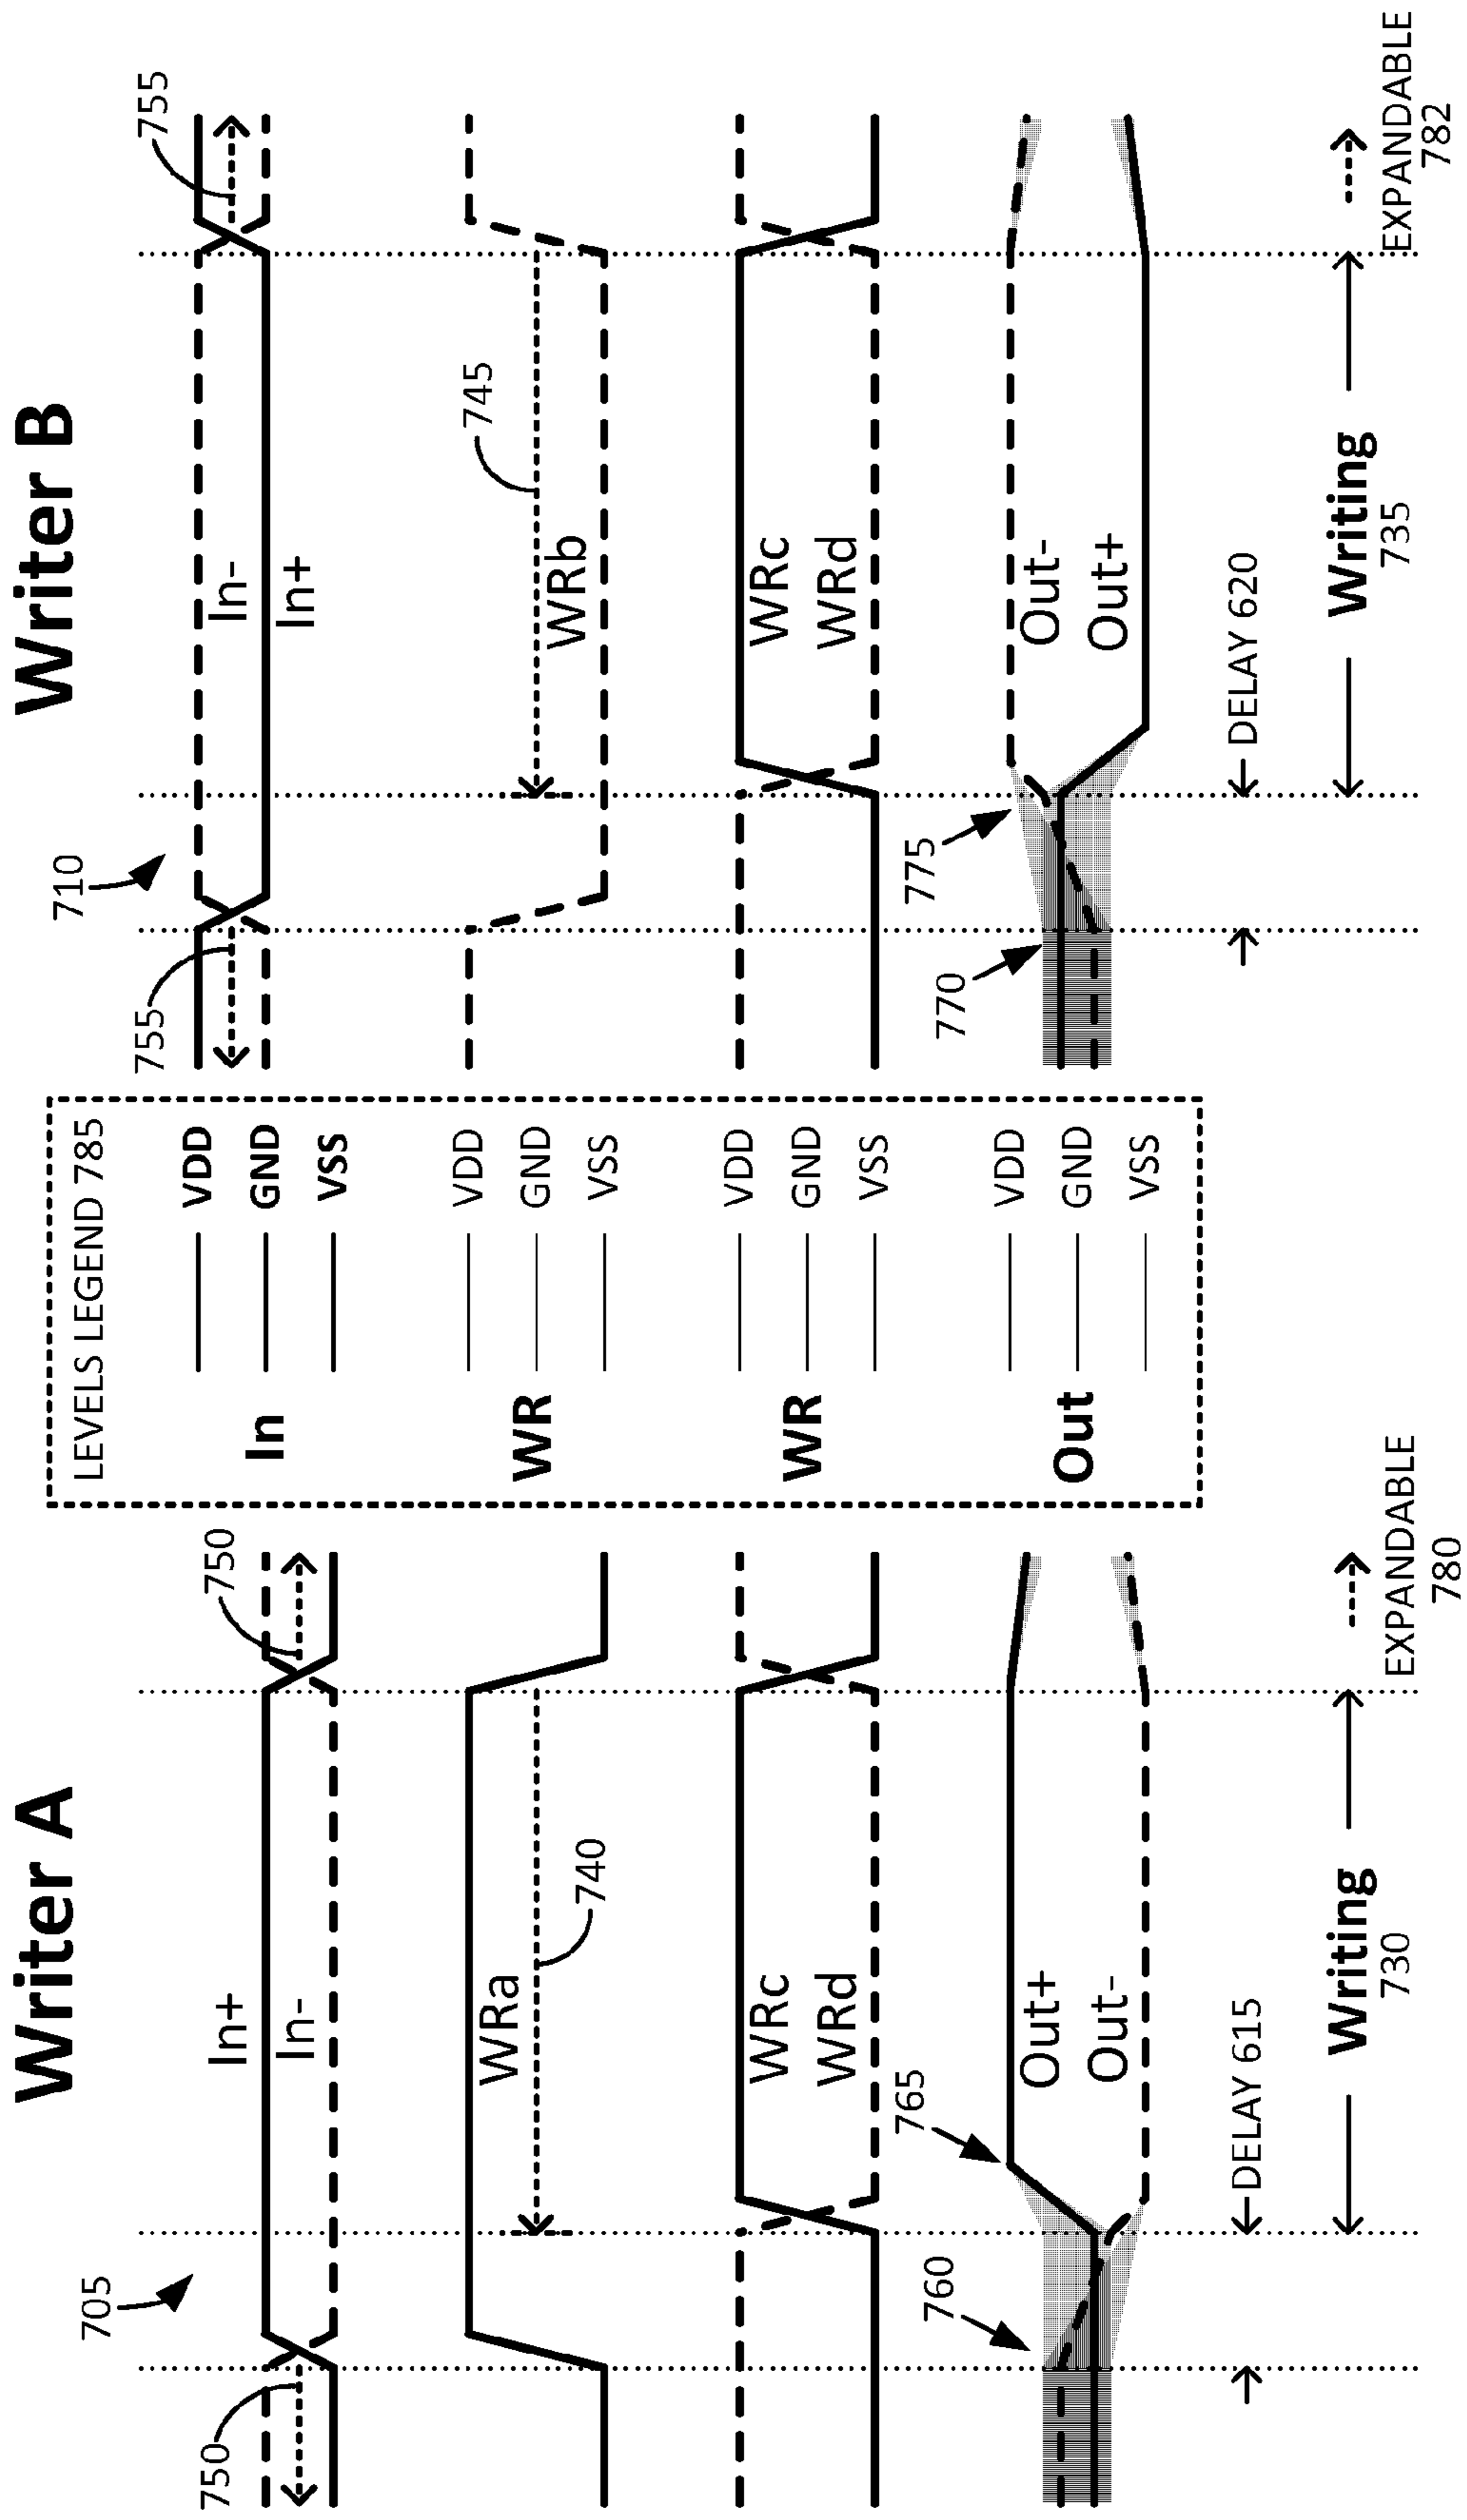 Writer A
705
750
750
In+
In-
WRa
740
WRc
WRd
760
765
Out+
Out-
DELAY 615
Writing
730
EXPANDABLE
780
LEVELS LEGEND 785
In
VDD
GND
VSS
WR
VDD
GND
VSS
WR
VDD
GND
VSS
Out
VDD
GND
VSS
Writer B
710
755
755
In-
In+
745
WRb
WRc
WRd
770
775
Out-
Out+
DELAY 620
Writing
735
EXPANDABLE
782